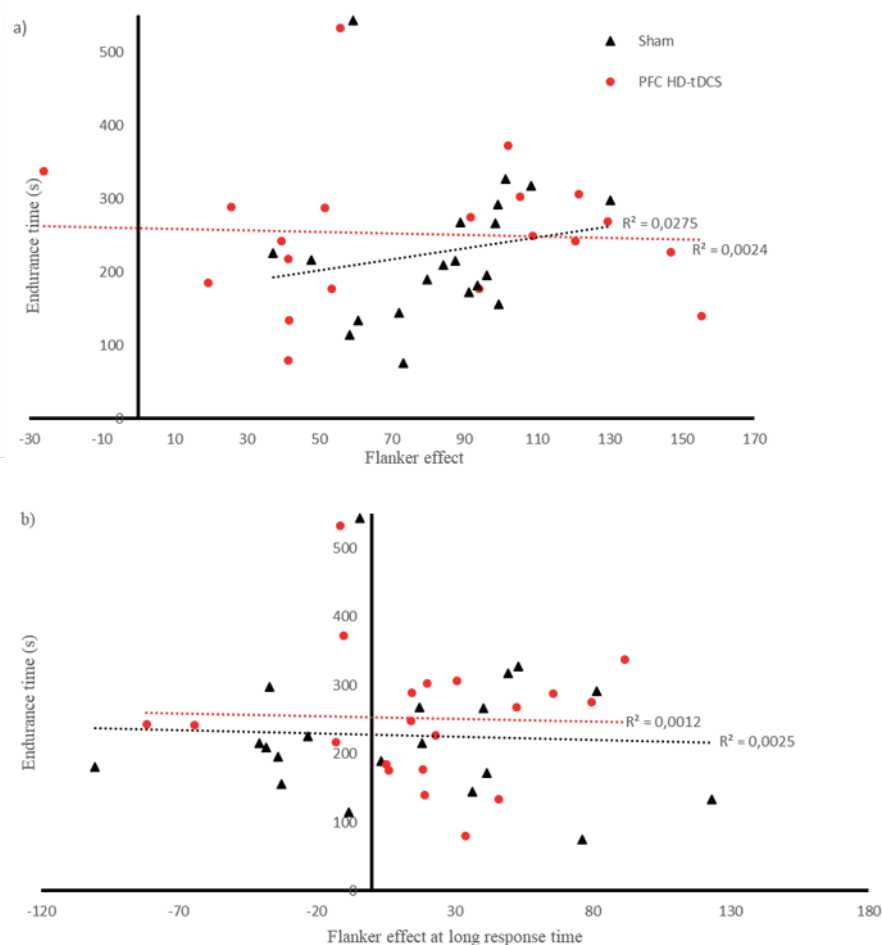 a)
Sham
PFC HD-tDCS
500
400
300
200
100
0
Endurance time (s)
R² = 0,0275
R² = 0,0024
-30 -10 10 30 50 70 90 110 130 150 170
Flanker effect
b)
500
400
300
200
100
0
Endurance time (s)
R² = 0,0012
R² = 0,0025
-120 -70 -20 30 80 130 180
Flanker effect at long response time